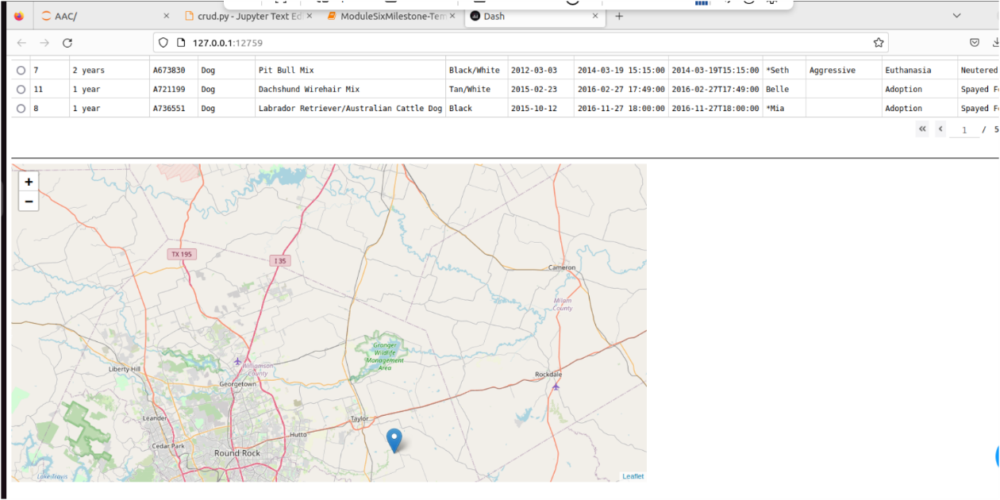 AAC/ × crud.py - Jupyter Text Edi × ModuleSixMilestone-Tem × Dash × +
127.0.0.1:12759
7 2 years A673830 Dog Pit Bull Mix Black/White 2012-03-03 2014-03-19 15:15:00 2014-03-19T15:15:00 *Seth Aggressive Euthanasia Neutered
11 1 year A721199 Dog Dachshund Wirehair Mix Tan/White 2015-02-23 2016-02-27 17:49:00 2016-02-27T17:49:00 Belle Adoption Spayed F
8 1 year A736551 Dog Labrador Retriever/Australian Cattle Dog Black 2015-10-12 2016-11-27 18:00:00 2016-11-27T18:00:00 *Mia Adoption Spayed F
« ‹ 1 / 5
+
−
TX 195
I 35
Cameron
Milam
County
Granger
Wildlife
Management
Area
Liberty Hill
Williamson
County
Rockdale
Georgetown
Leander
Taylor
Hutto
Cedar Park
Round Rock
Lake Travis
Leaflet